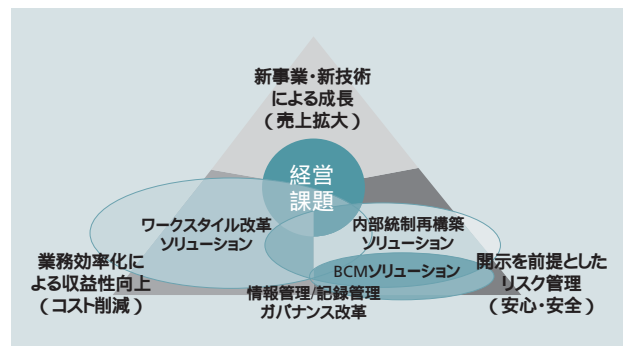 新事業・新技術
による成長
(売上拡大)
経営
課題
ワークスタイル改革
ソリューション
内部統制再構築
ソリューション
業務効率化に
よる収益性向上
(コスト削減)
BCMソリューション
開示を前提とした
リスク管理
(安心・安全)
情報管理/記録管理
ガバナンス改革